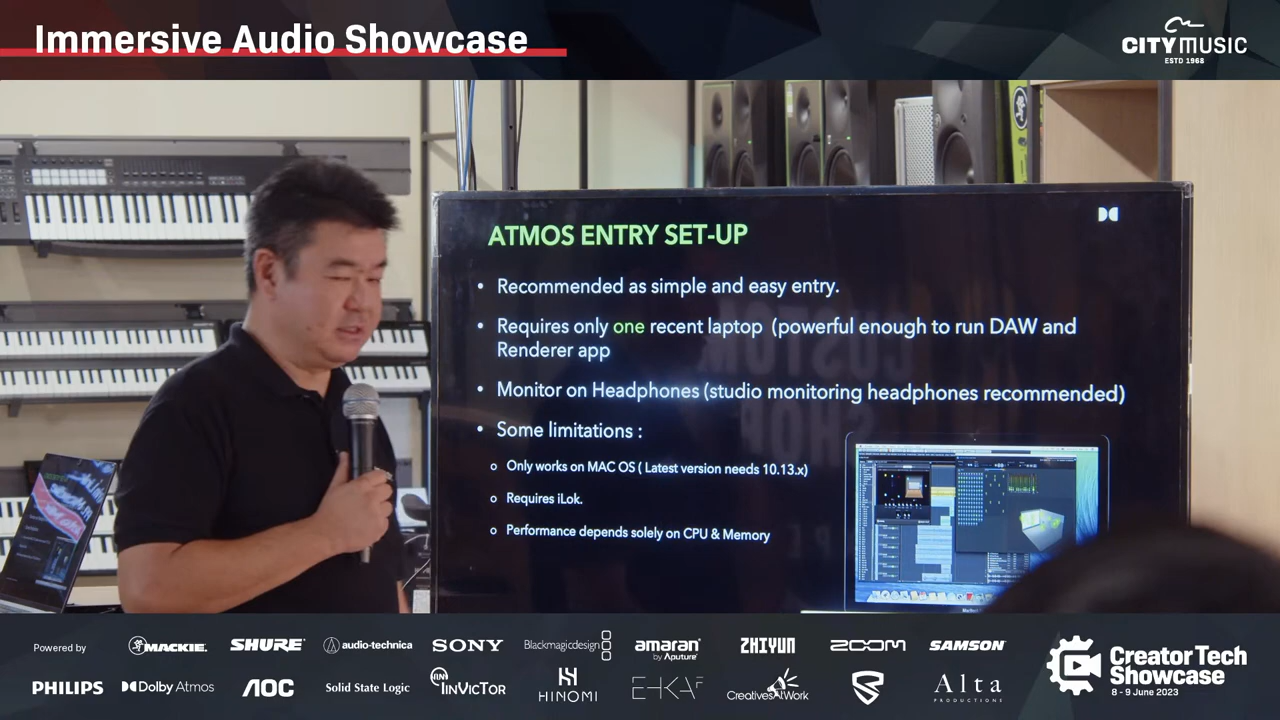 Immersive Audio Showcase
CITY MUSIC
ESTD 1968
ATMOS ENTRY SET-UP
• Recommended as simple and easy entry.
• Requires only one recent laptop (powerful enough to run DAW and
Renderer app
• Monitor on Headphones (studio monitoring headphones recommended)
• Some limitations :
o Only works on MAC OS ( Latest version needs 10.13.x)
o Requires iLok.
o Performance depends solely on CPU & Memory
CUSTOM
SHOP
Powered by
MACKIE.
SHURE
audio-technica
SONY
Blackmagicdesign
amaran
by Aputure
ZHIYUN
ZOOM
SAMSON
PHILIPS
Dolby Atmos
AOC
Solid State Logic
INVICTOR
HINOMI
CreativesAtWork
Alta
PRODUCTIONS
Creator Tech
Showcase
8 - 9 June 2023